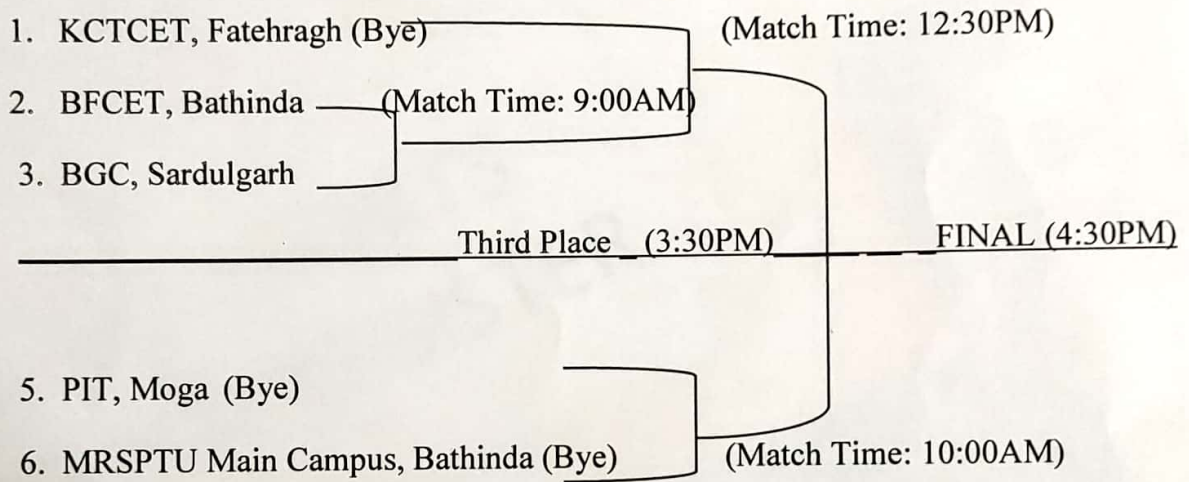 1. KCTCET, Fatehragh (Bye) (Match Time: 12:30PM)
2. BFCET, Bathinda (Match Time: 9:00AM)
3. BGC, Sardulgarh
Third Place (3:30PM) FINAL (4:30PM)
5. PIT, Moga (Bye)
6. MRSPTU Main Campus, Bathinda (Bye) (Match Time: 10:00AM)